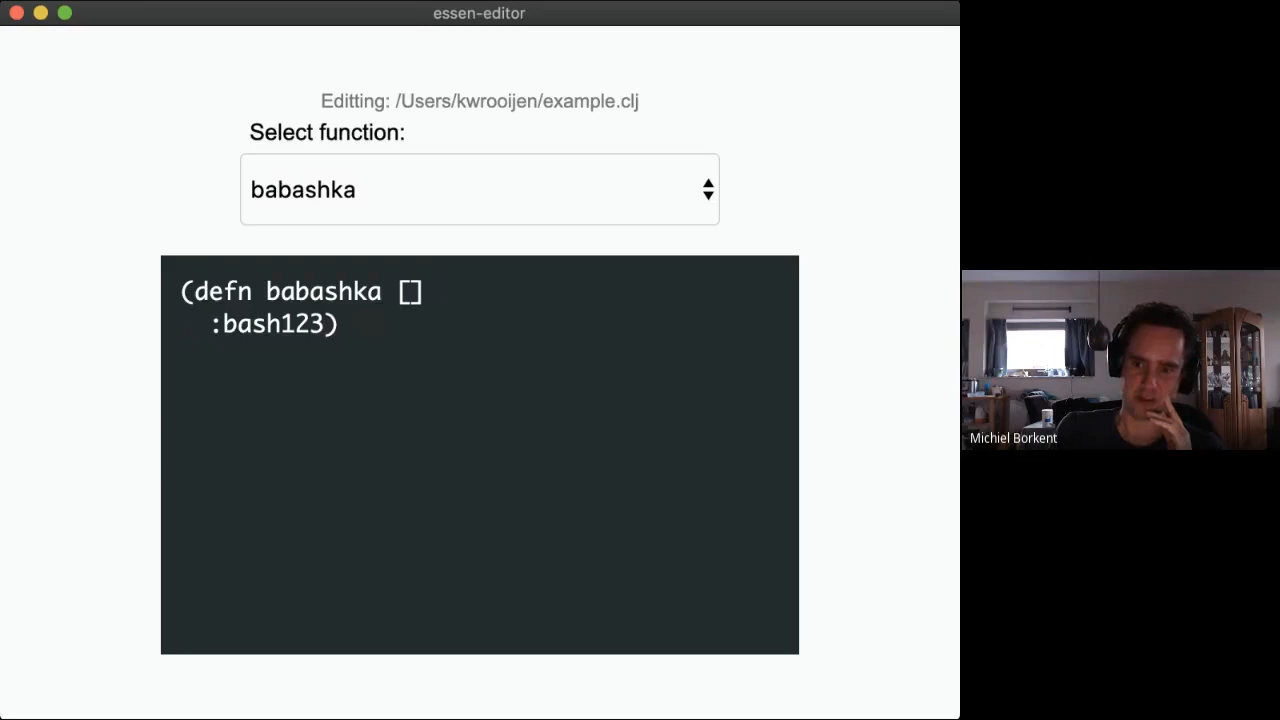 essen-editor
Editting: /Users/kwrooijen/example.clj
Select function:
babashka
(defn babashka []
  :bash123)
Michiel Borkent